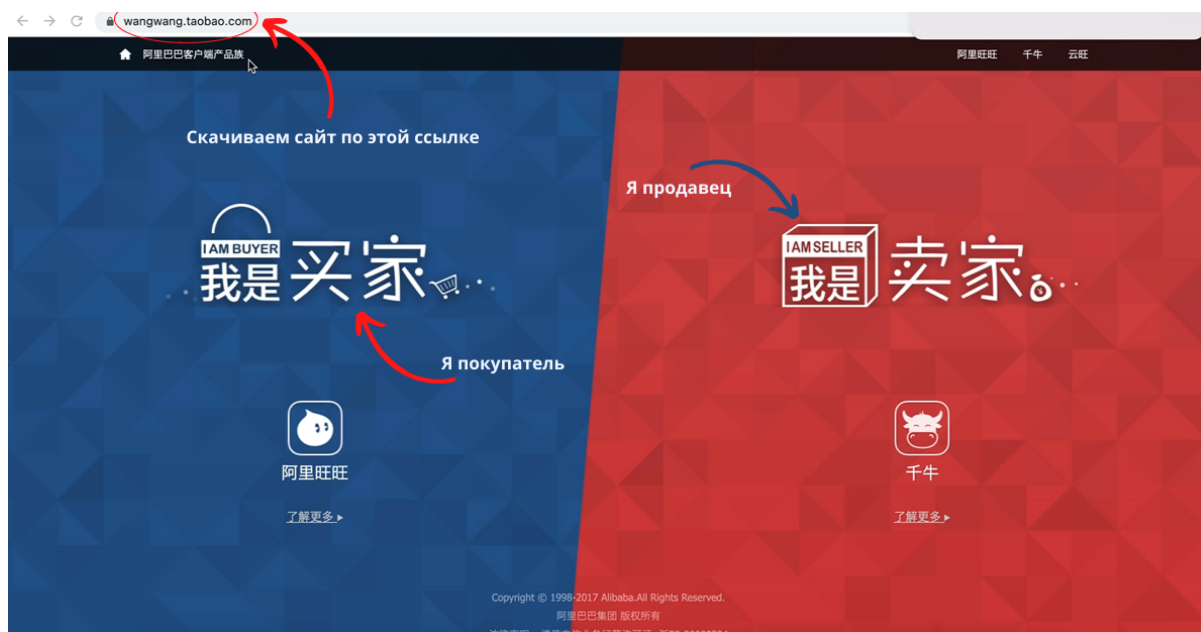 wangwang.taobao.com
阿里巴巴客户端产品族
阿里旺旺 千牛 云旺
Скачиваем сайт по этой ссылке
Я продавец
I AM BUYER
我是买家
I AM SELLER
我是卖家
Я покупатель
阿里旺旺
千牛
了解更多
了解更多
Copyright © 1998-2017 Alibaba.All Rights Reserved.
阿里巴巴集团 版权所有